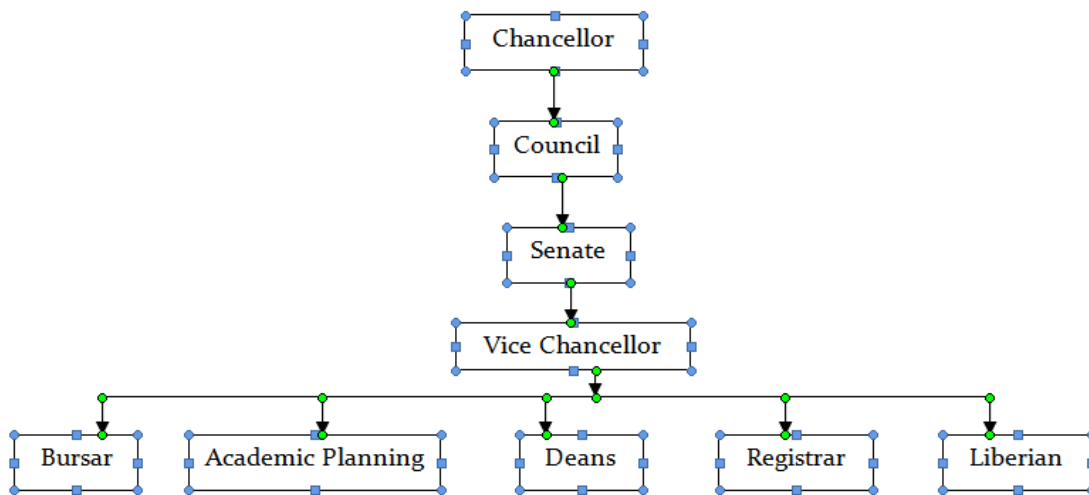 Chancellor
Council
Senate
Vice Chancellor
Bursar
Academic Planning
Deans
Registrar
Liberian